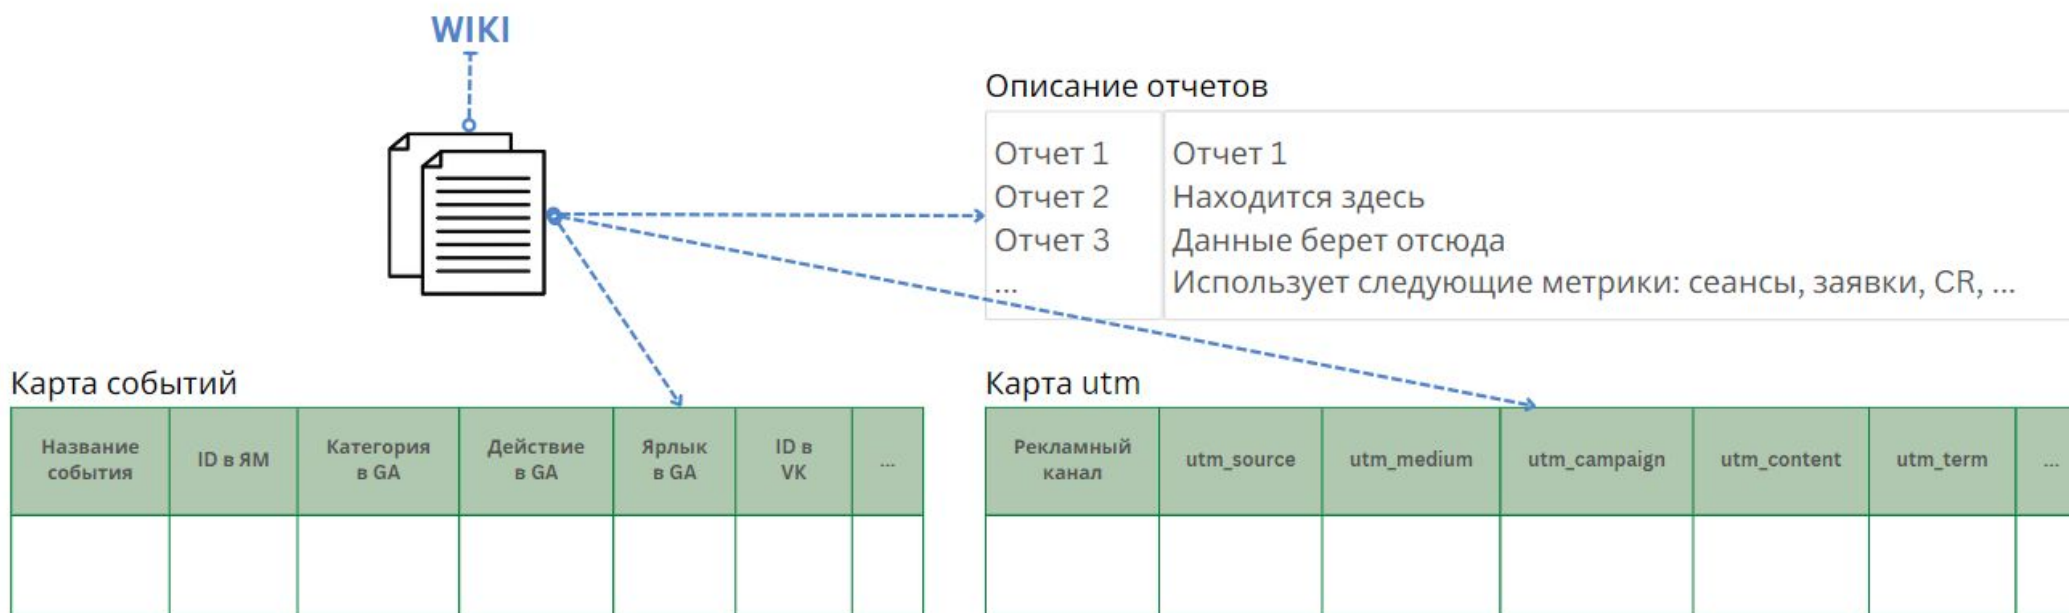 WIKI
Описание отчетов
Отчет 1
Отчет 2
Отчет 3
...
Отчет 1
Находится здесь
Данные берет отсюда
Использует следующие метрики: сеансы, заявки, CR, ...
Карта событий
Название
события
ID в ЯМ
Категория
в GA
Действие
в GA
Ярлык
в GA
ID в
VK
...
Карта utm
Рекламный
канал
utm_source
utm_medium
utm_campaign
utm_content
utm_term
...